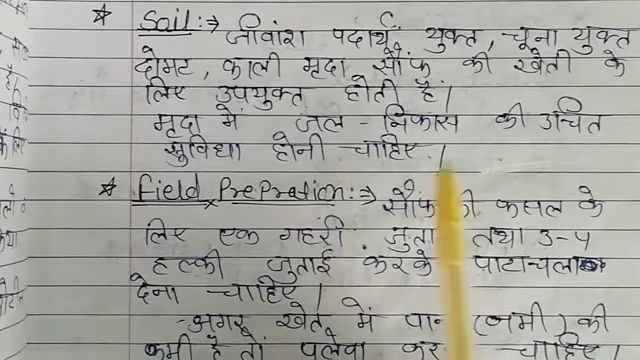 * Soil:→ जीवांश पदार्थ युक्त, चूना युक्त
दोमट, काली मृदा सौंफ की खेती के
लिए उपयुक्त होती है।
मृदा में जल-निकास की उचित
सुविधा होनी चाहिए।
* Field Prepration:→ सौंफ की फसल के
लिए एक गहरी जुता तथा 3-4
हल्की जुताई करके पाटा चला
देना चाहिए।
-अगर खेत में पान (नमी) की
कमी है तो पलेवा कर चाहिए।